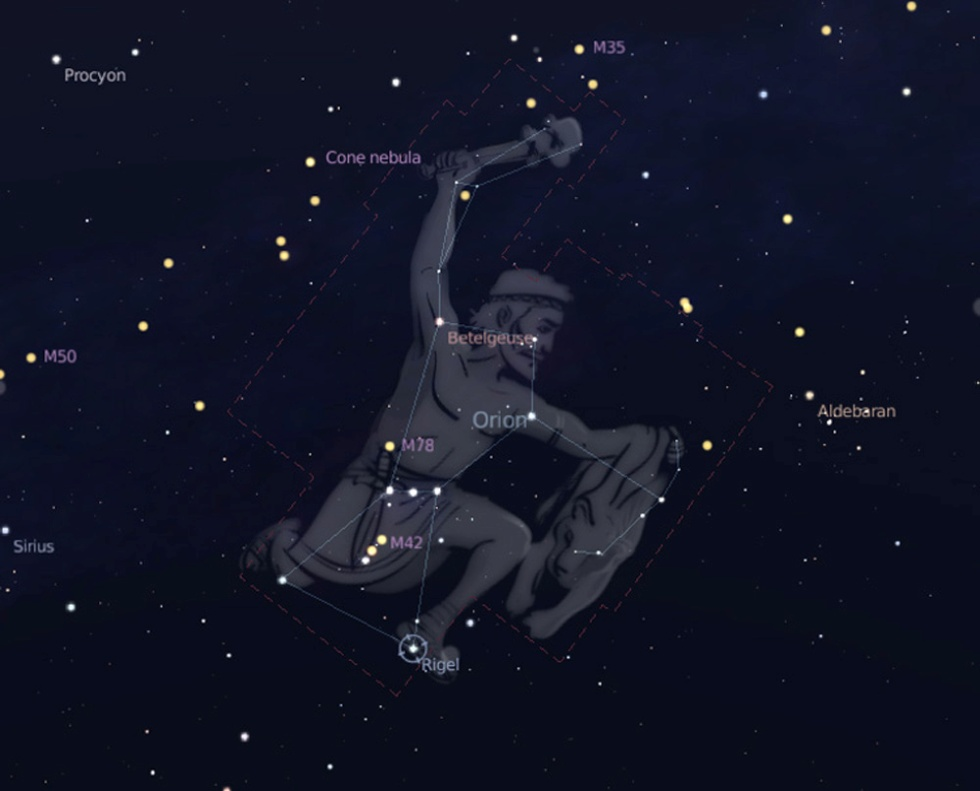 M35
Procyon
Cone nebula
Betelgeuse
M50
Aldebaran
Orion
M78
M42
Sirius
Rigel